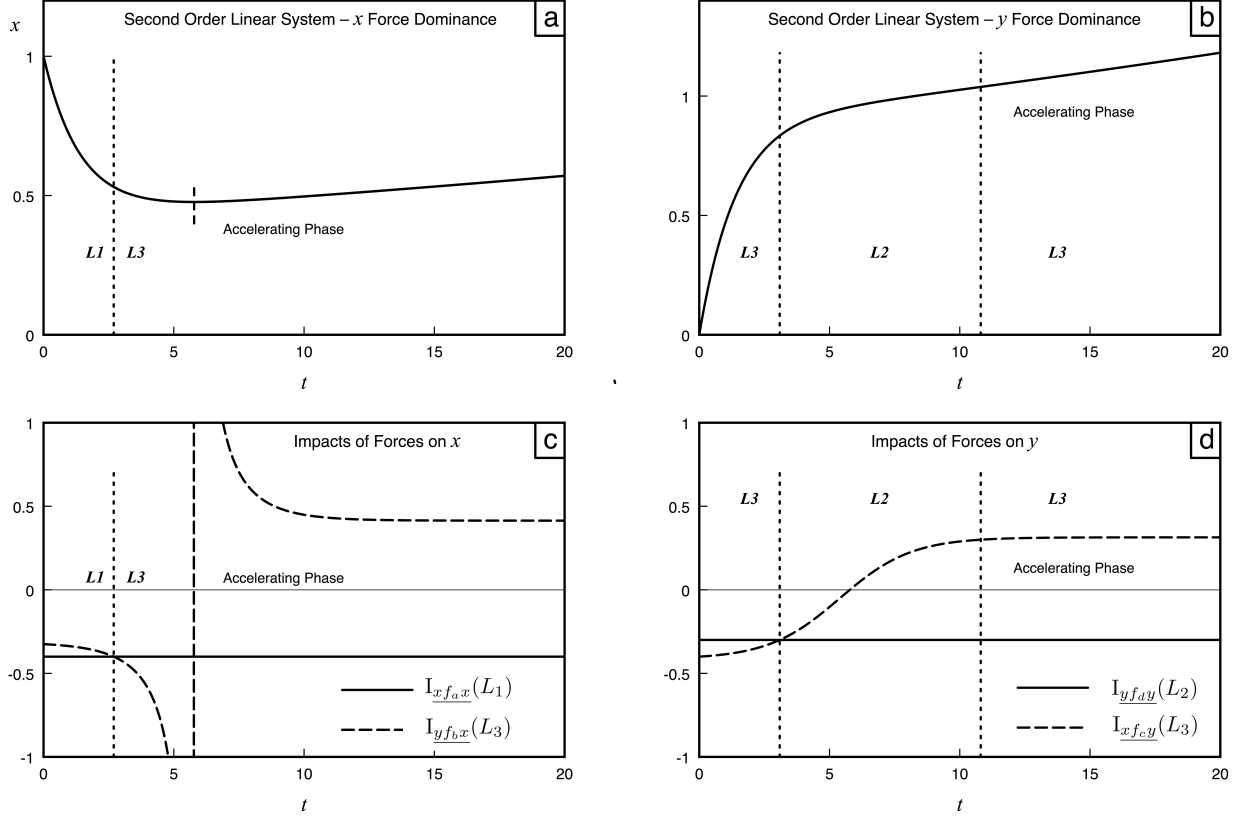 Second Order Linear System – x Force Dominance
a
x
1
0.5
0
Accelerating Phase
L1 L3
0 5 10 15 20
t
Second Order Linear System – y Force Dominance
b
1
0.5
0
Accelerating Phase
L3 L2 L3
0 5 10 15 20
t
Impacts of Forces on x
c
1
0.5
0
-0.5
-1
L1 L3
Accelerating Phase
I_{xf_ax}(L_1)
I_{yf_bx}(L_3)
0 5 10 15 20
t
Impacts of Forces on y
d
1
0.5
0
-0.5
-1
L3 L2 L3
Accelerating Phase
I_{yf_dy}(L_2)
I_{xf_cy}(L_3)
0 5 10 15 20
t